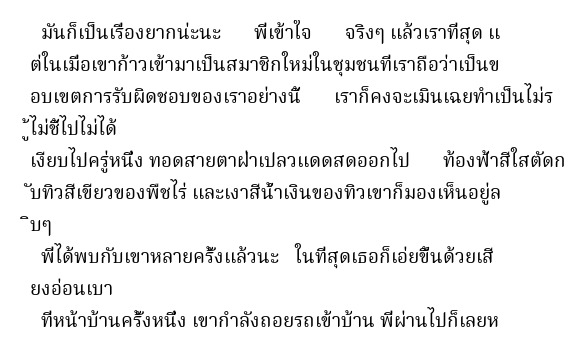 มันก็เป็นเรื่องยากน่ะนะ พี่เข้าใจ จริงๆ แล้วเราที่สุด แ
ต่ในเมื่อเขาก้าวเข้ามาเป็นสมาชิกใหม่ในชุมชนที่เราถือว่าเป็นข
อบเขตการรับผิดชอบของเราอย่างนี้ เราก็คงจะเมินเฉยทำเป็นไม่ร
ู้ไม่ชี้ไปไม่ได้
เงียบไปครู่หนึ่ง ทอดสายตาฝ่าเปลวแดดสดออกไป ท้องฟ้าสีใสตัดก
ับทิวสีเขียวของพืชไร่ และเงาสีน้ำเงินของทิวเขาก็มองเห็นอยู่ล
ิบๆ
พี่ได้พบกับเขาหลายครั้งแล้วนะ ในที่สุดเธอก็เอ่ยขึ้นด้วยเสี
ยงอ่อนเบา
ที่หน้าบ้านครั้งหนึ่ง เขากำลังถอยรถเข้าบ้าน พี่ผ่านไปก็เลยห